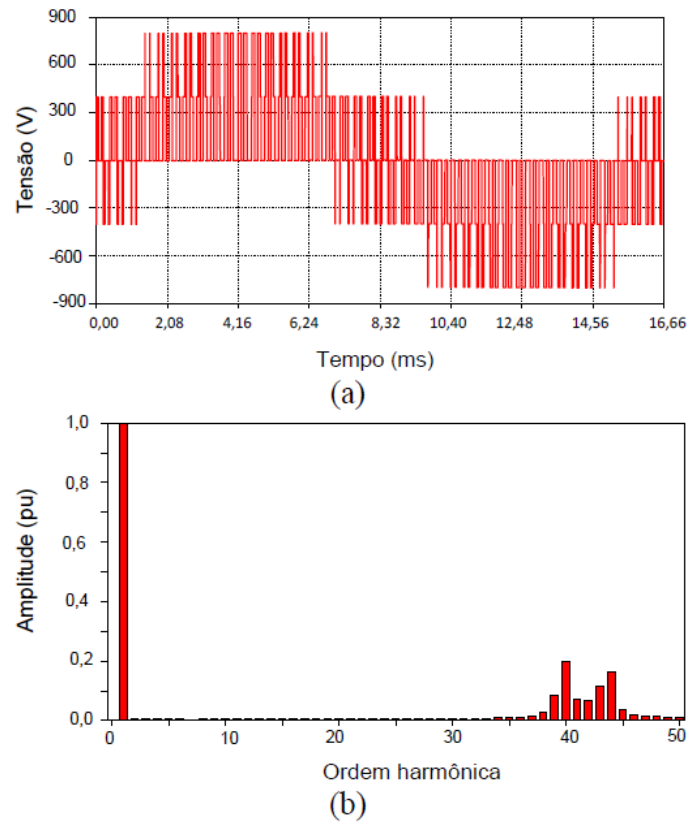 900
600
300
0
-300
-600
-900
Tensão (V)
0,00 2,08 4,16 6,24 8,32 10,40 12,48 14,56 16,66
Tempo (ms)
(a)
1,0
0,8
0,6
0,4
0,2
0,0
Amplitude (pu)
0 10 20 30 40 50
Ordem harmônica
(b)